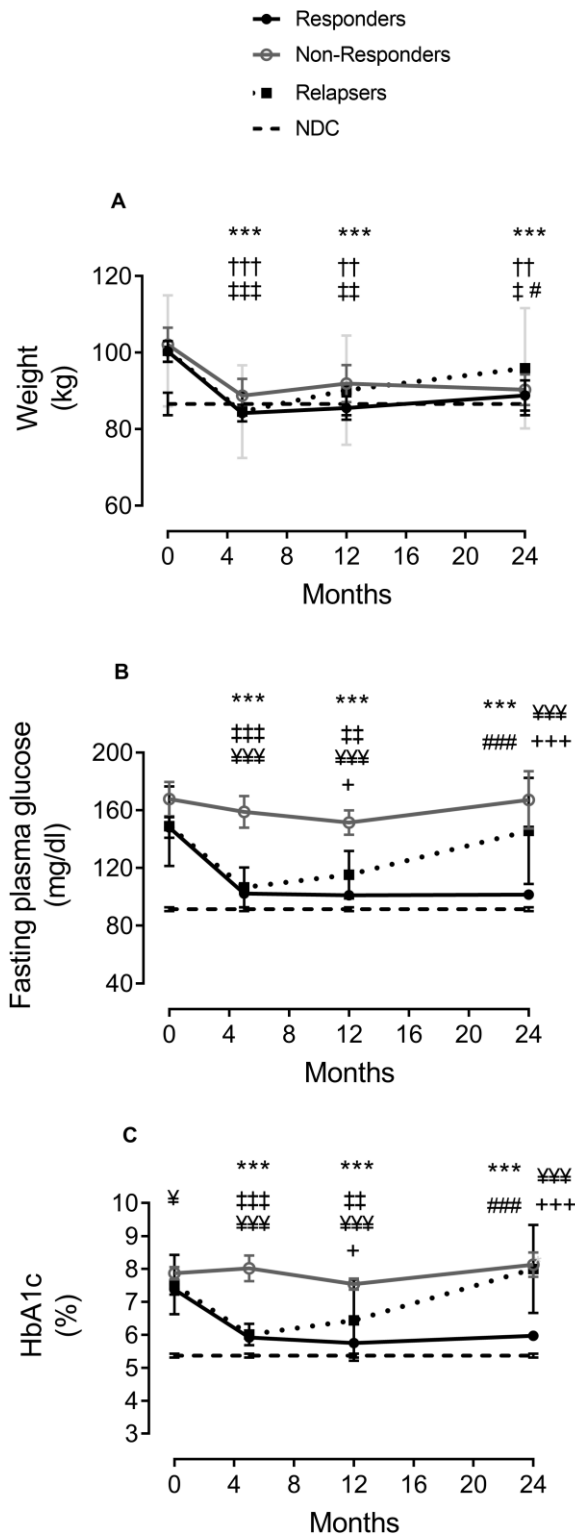 Responders
Non-Responders
Relapsers
NDC
A
*** *** ***
††† †† ††
‡‡‡ ‡‡ ‡ #
120
100
80
60
Weight
(kg)
0 4 8 12 16 20 24
Months
B
*** *** *** ¥¥¥
‡‡‡ ‡‡ ### +++
¥¥¥ ¥¥¥
+
200
160
120
80
40
Fasting plasma glucose
(mg/dl)
0 4 8 12 16 20 24
Months
C
*** *** *** ¥¥¥
¥ ‡‡‡ ‡‡ ### +++
¥¥¥ ¥¥¥
+
10
9
8
7
6
5
4
3
HbA1c
(%)
0 4 8 12 16 20 24
Months